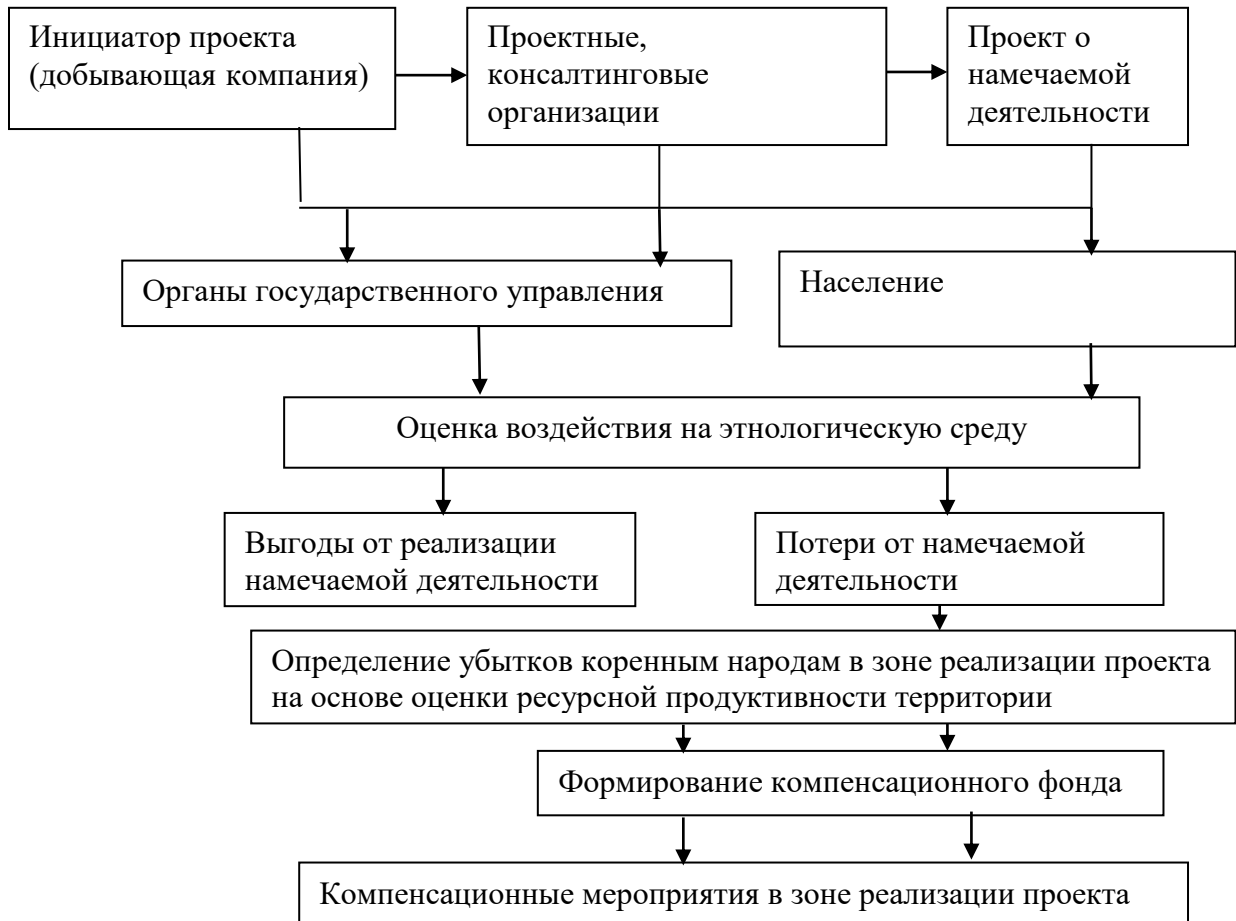 Инициатор проекта
(добывающая компания)
Проектные,
консалтинговые
организации
Проект о
намечаемой
деятельности
Органы государственного управления
Население
Оценка воздействия на этнологическую среду
Выгоды от реализации
намечаемой деятельности
Потери от намечаемой
деятельности
Определение убытков коренным народам в зоне реализации проекта
на основе оценки ресурсной продуктивности территории
Формирование компенсационного фонда
Компенсационные мероприятия в зоне реализации проекта